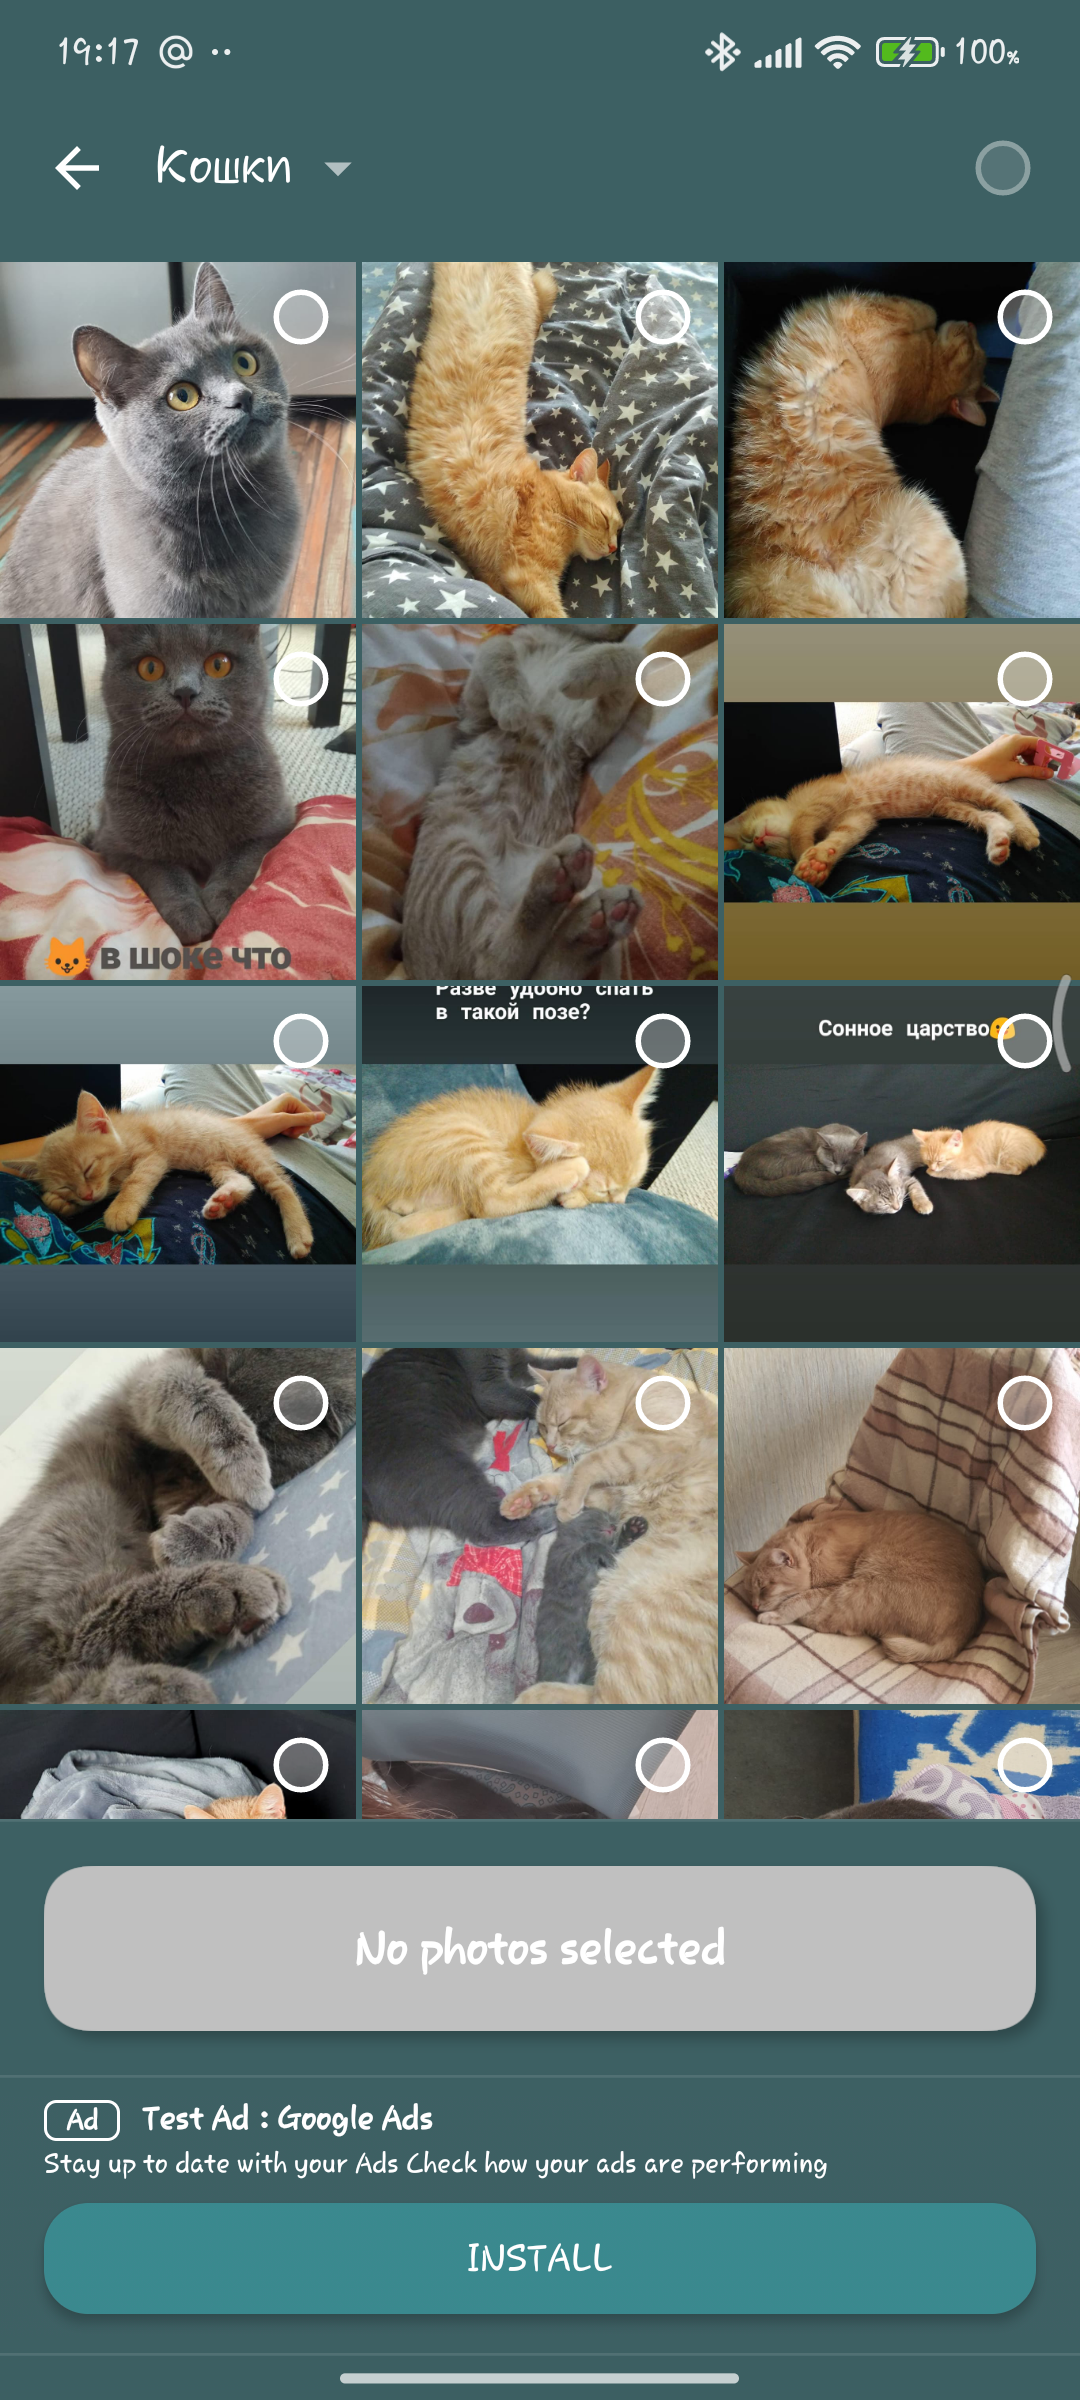 19:17
100%
Кошки
в шоке что
Разве удобно спать
в такой позе?
Сонное царство
No photos selected
Ad Test Ad : Google Ads
Stay up to date with your Ads Check how your ads are performing
INSTALL